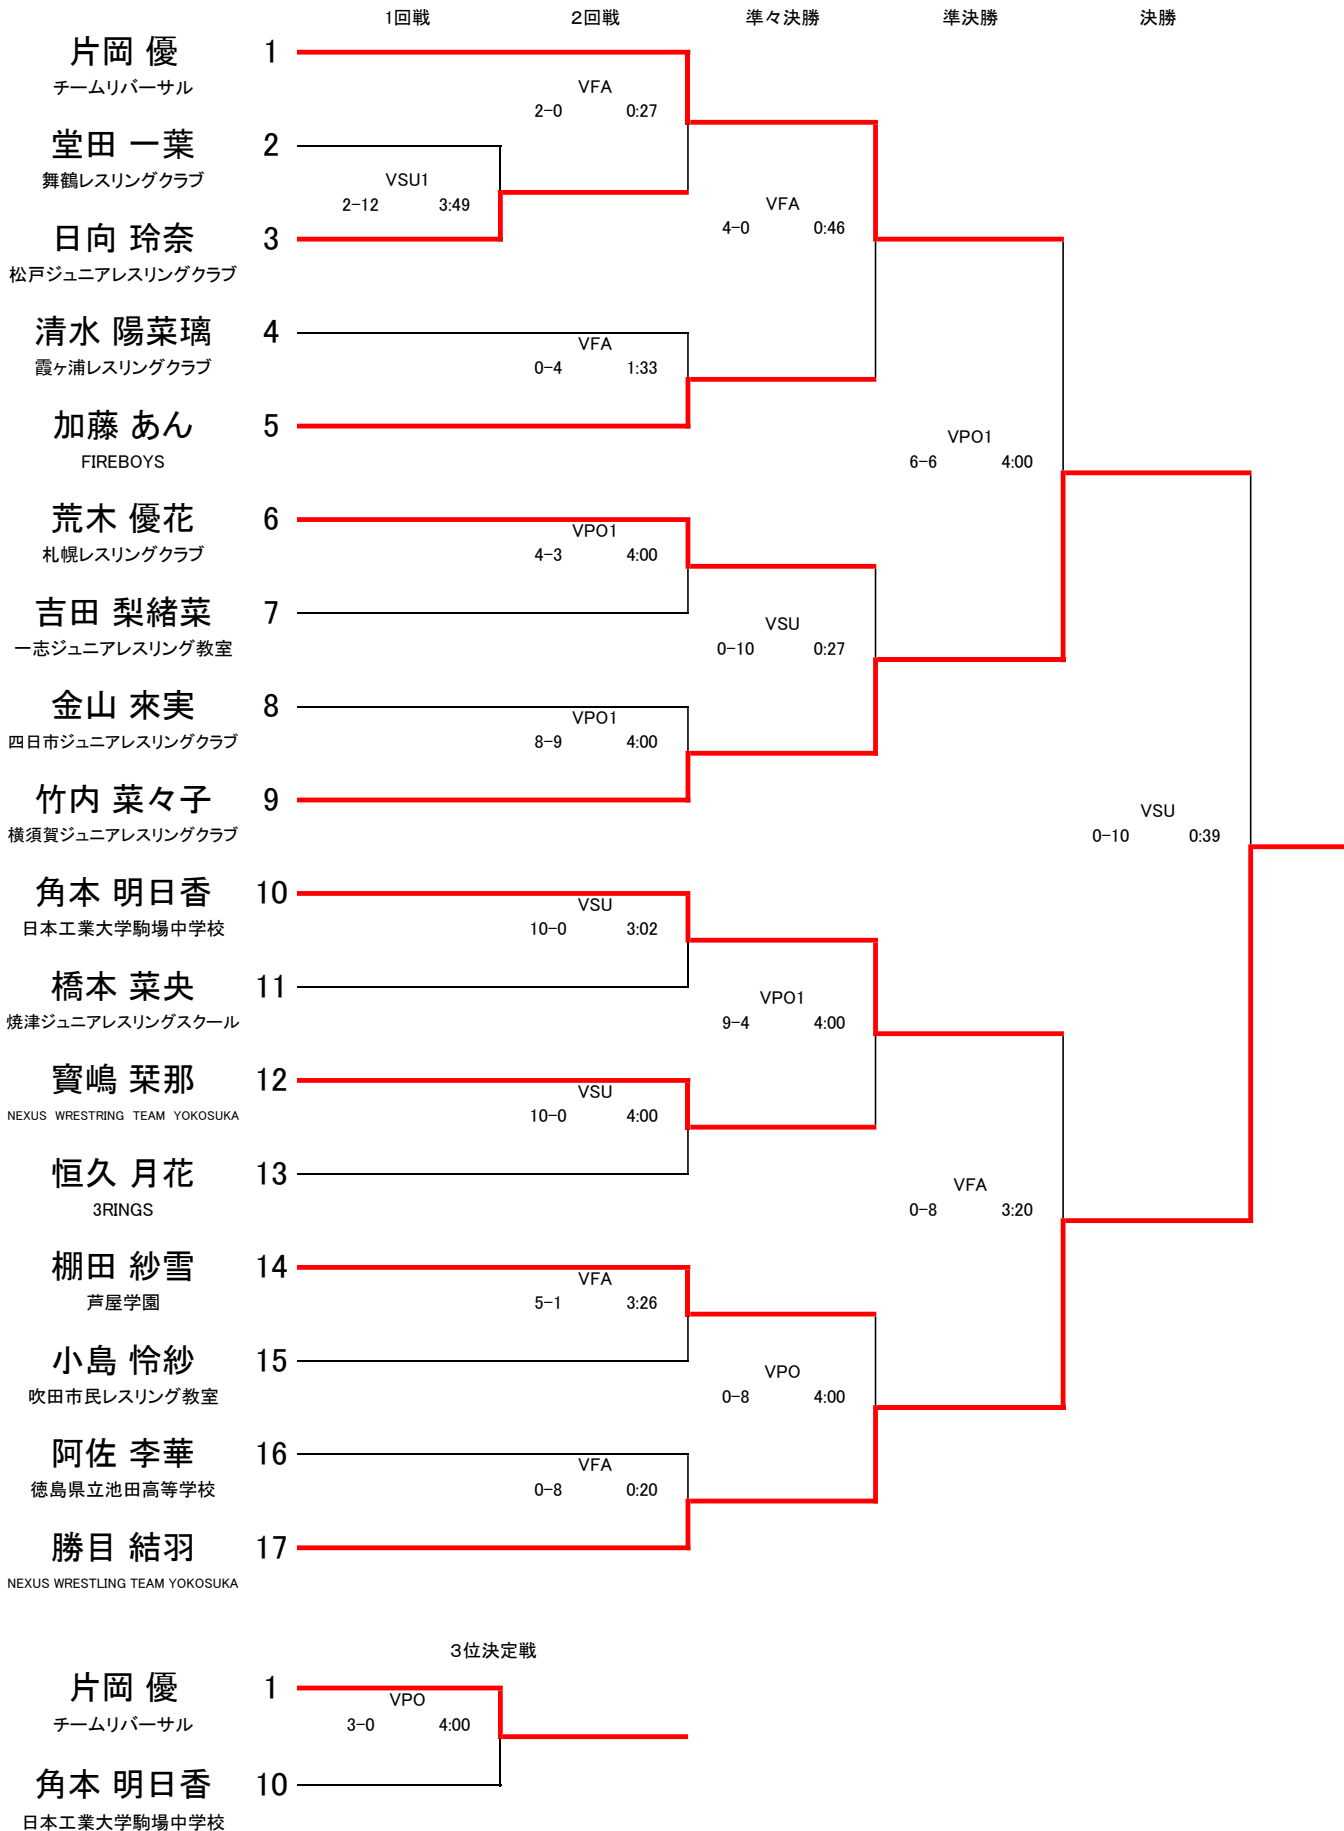 1回戦 2回戦 準々決勝 準決勝 決勝
片岡 優 1
チームリバーサル
VFA
2-0 0:27
堂田 一葉 2
舞鶴レスリングクラブ
VSU1
2-12 3:49
VFA
4-0 0:46
日向 玲奈 3
松戸ジュニアレスリングクラブ
清水 陽菜璃 4
霞ヶ浦レスリングクラブ
VFA
0-4 1:33
加藤 あん 5
FIREBOYS
VPO1
6-6 4:00
荒木 優花 6
札幌レスリングクラブ
VPO1
4-3 4:00
吉田 梨緒菜 7
一志ジュニアレスリング教室
VSU
0-10 0:27
金山 來実 8
四日市ジュニアレスリングクラブ
VPO1
8-9 4:00
竹内 菜々子 9
横須賀ジュニアレスリングクラブ
VSU
0-10 0:39
角本 明日香 10
日本工業大学駒場中学校
VSU
10-0 3:02
橋本 菜央 11
焼津ジュニアレスリングスクール
VPO1
9-4 4:00
寳嶋 栞那 12
NEXUS WRESTRING TEAM YOKOSUKA
VSU
10-0 4:00
恒久 月花 13
3RINGS
VFA
0-8 3:20
棚田 紗雪 14
芦屋学園
VFA
5-1 3:26
小島 怜紗 15
吹田市民レスリング教室
VPO
0-8 4:00
阿佐 李華 16
徳島県立池田高等学校
VFA
0-8 0:20
勝目 結羽 17
NEXUS WRESTLING TEAM YOKOSUKA
3位決定戦
片岡 優 1
チームリバーサル
VPO
3-0 4:00
角本 明日香 10
日本工業大学駒場中学校